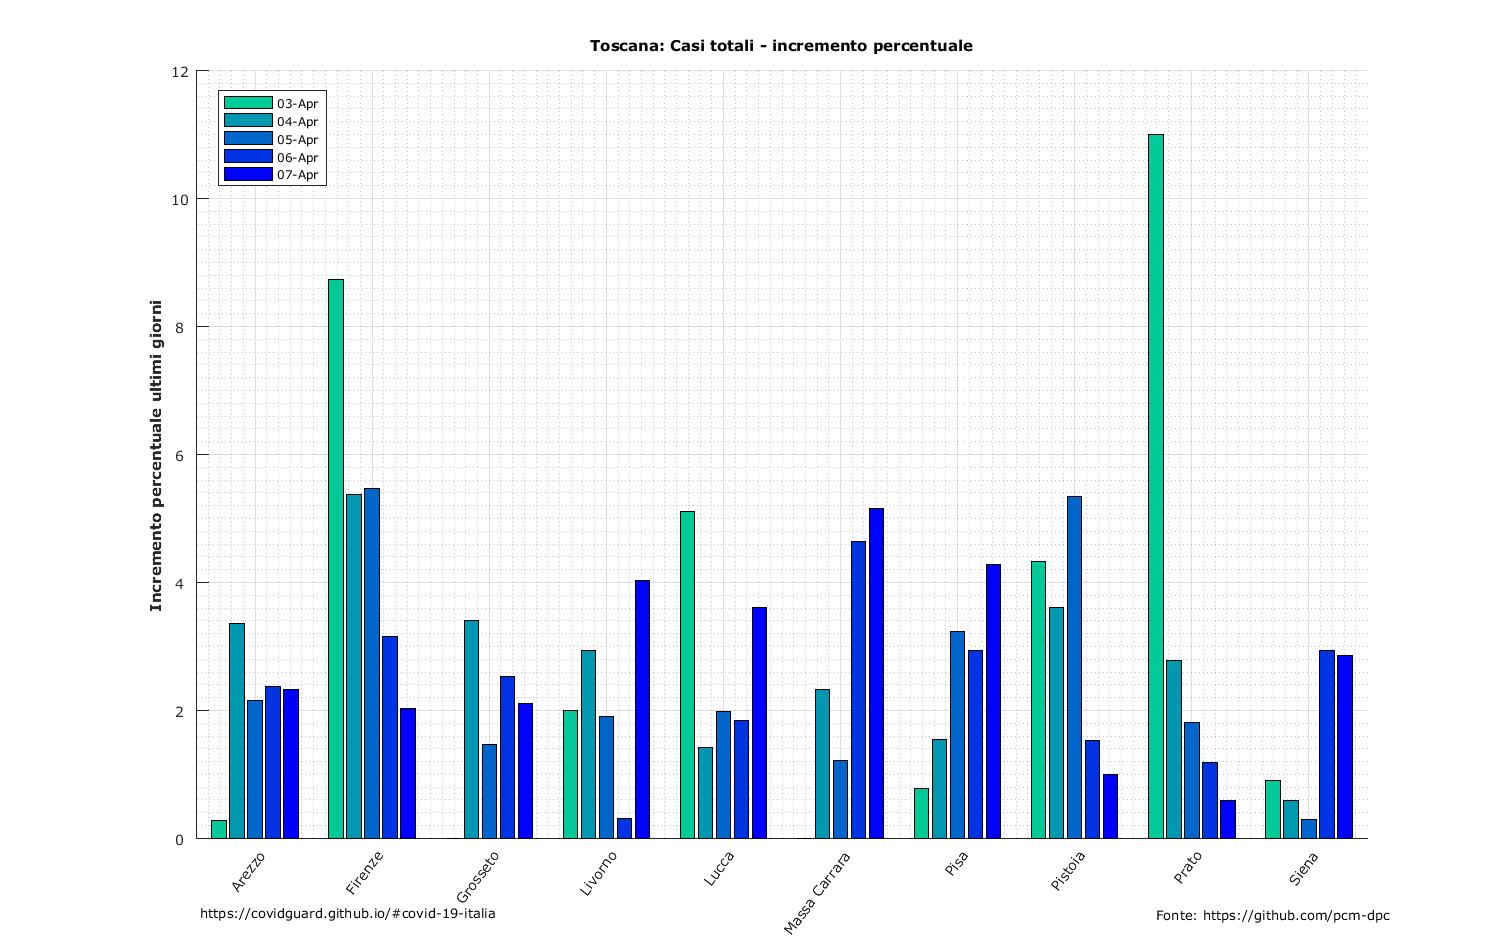 Toscana: Casi totali - incremento percentuale
12
10
8
6
4
2
0
Incremento percentuale ultimi giorni
03-Apr
04-Apr
05-Apr
06-Apr
07-Apr
Arezzo
Firenze
Grosseto
Livorno
Lucca
Massa Carrara
Pisa
Pistoia
Prato
Siena
https://covidguard.github.io/#covid-19-italia
Fonte: https://github.com/pcm-dpc